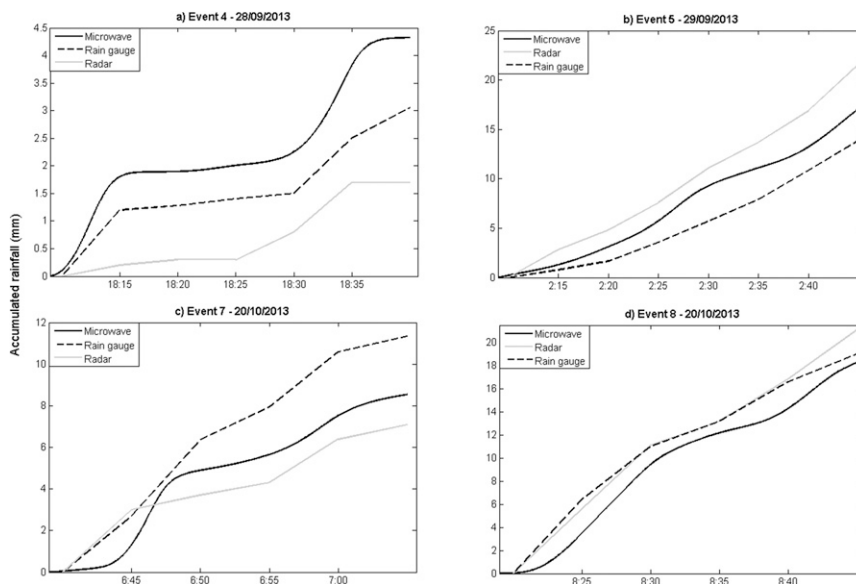 a) Event 4 - 28/09/2013
Microwave
Rain gauge
Radar
4.5
4
3.5
3
2.5
2
1.5
1
0.5
0
18:15 18:20 18:25 18:30 18:35
b) Event 5 - 29/09/2013
Microwave
Radar
Rain gauge
25
20
15
10
5
0
2:15 2:20 2:25 2:30 2:35 2:40
Accumulated rainfall (mm)
c) Event 7 - 20/10/2013
Microwave
Rain gauge
Radar
12
10
8
6
4
2
0
6:45 6:50 6:55 7:00
d) Event 8 - 20/10/2013
Microwave
Radar
Rain gauge
20
18
16
14
12
10
8
6
4
2
0
8:25 8:30 8:35 8:40